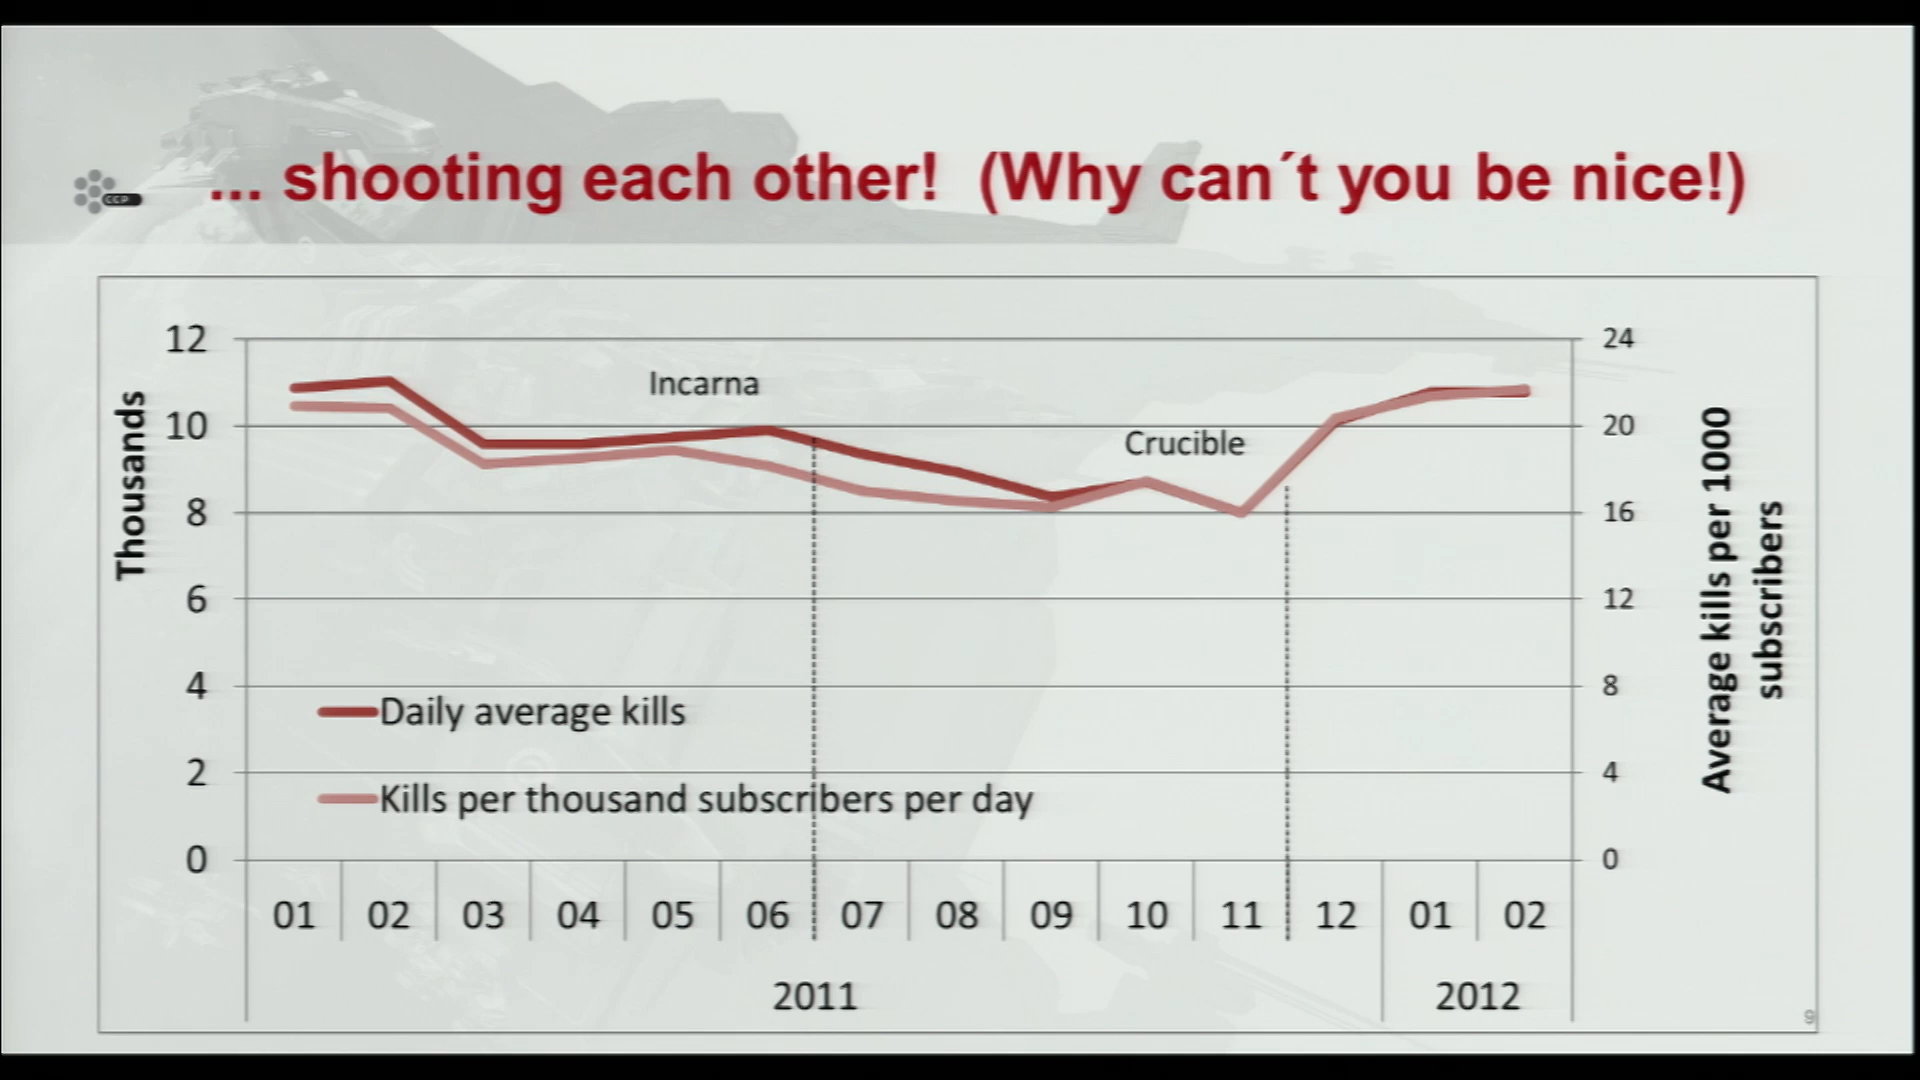 ... shooting each other!  (Why can´t you be nice!)
CCP
Thousands
12
10
8
6
4
2
0
24
20
16
12
8
4
0
Average kills per 1000
subscribers
Incarna
Crucible
Daily average kills
Kills per thousand subscribers per day
01 02 03 04 05 06 07 08 09 10 11 12 01 02
2011 2012
9